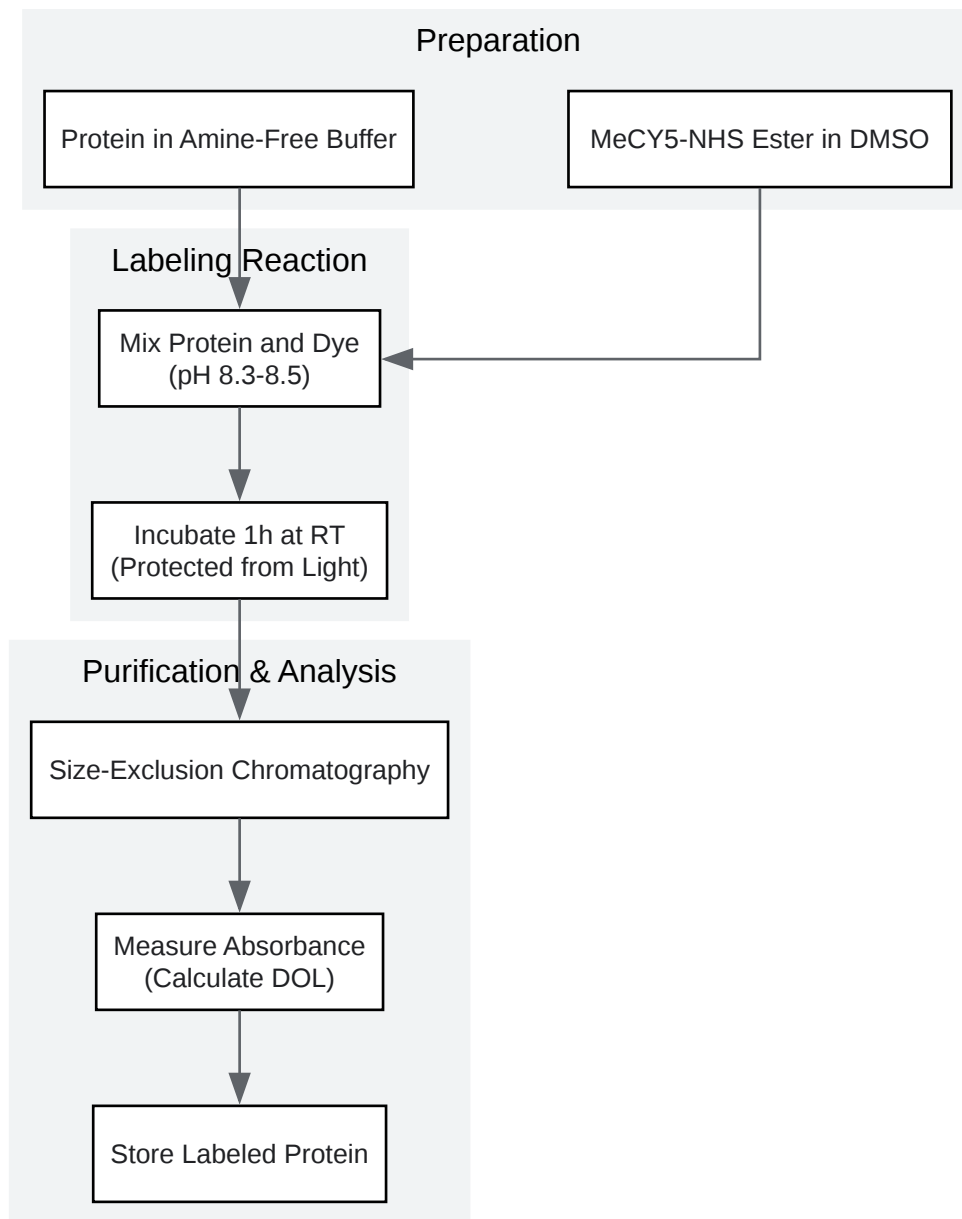 Preparation
Protein in Amine-Free Buffer
MeCY5-NHS Ester in DMSO
Labeling Reaction
Mix Protein and Dye
(pH 8.3-8.5)
Incubate 1h at RT
(Protected from Light)
Purification & Analysis
Size-Exclusion Chromatography
Measure Absorbance
(Calculate DOL)
Store Labeled Protein